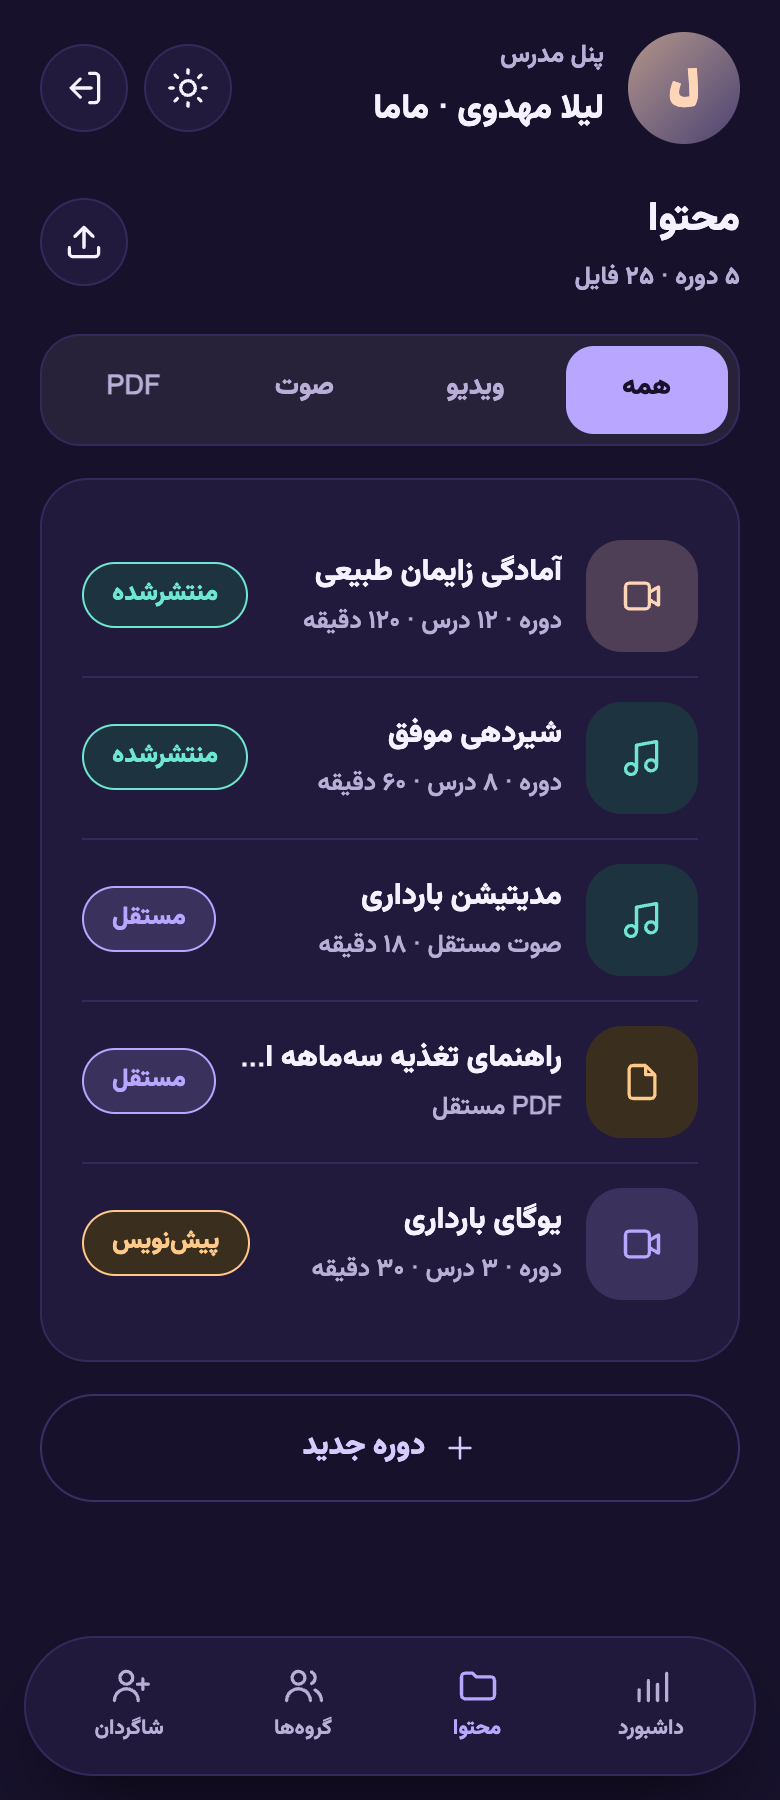 ل
پنل مدرس
لیلا مهدوی · ماما
محتوا
۵ دوره · ۲۵ فایل
همه
ویدیو
صوت
PDF
آمادگی زایمان طبیعی
دوره · ۱۲ درس · ۱۲۰ دقیقه
منتشرشده
شیردهی موفق
دوره · ۸ درس · ۶۰ دقیقه
منتشرشده
مدیتیشن بارداری
صوت مستقل · ۱۸ دقیقه
مستقل
راهنمای تغذیه سه‌ماهه ا...
PDF مستقل
مستقل
یوگای بارداری
دوره · ۳ درس · ۳۰ دقیقه
پیش‌نویس
دوره جدید
داشبورد
محتوا
گروه‌ها
شاگردان